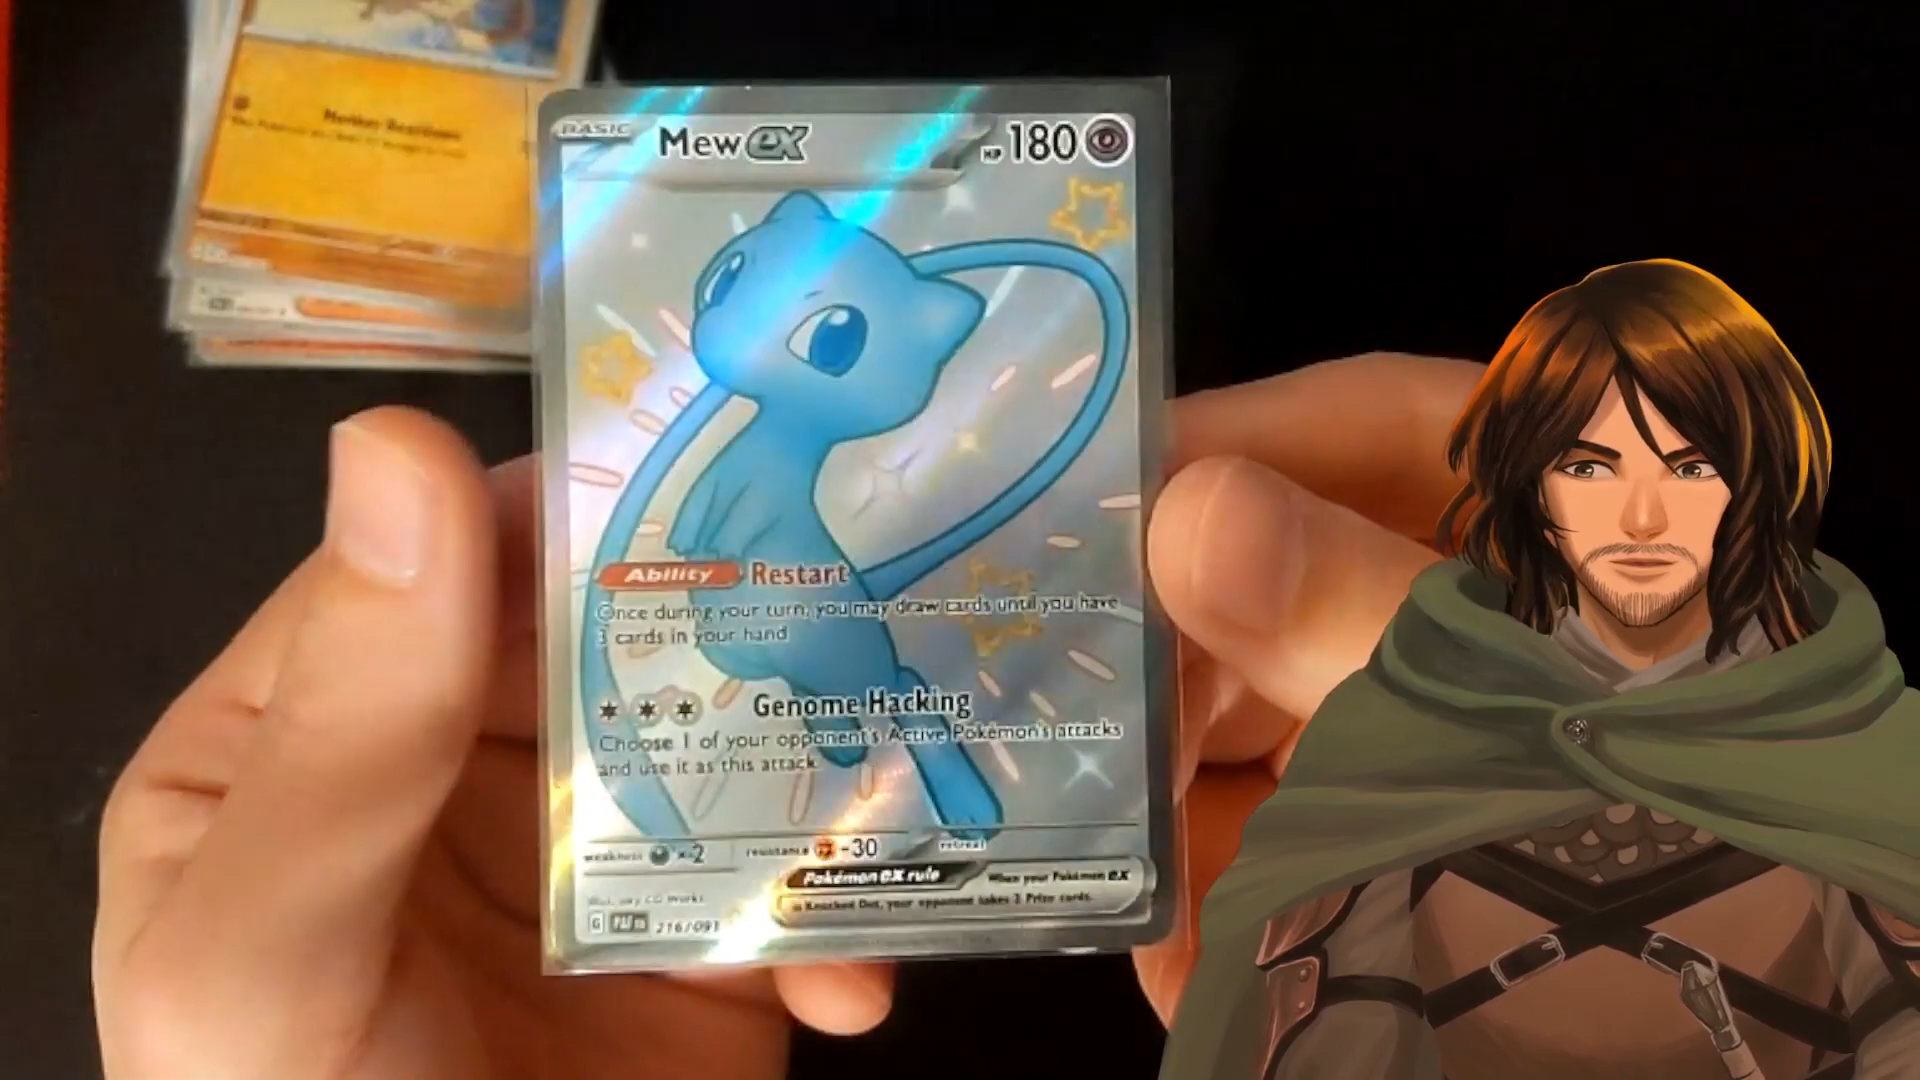 BASIC Mew ex HP 180
Ability Restart
Once during your turn, you may draw cards until you have
3 cards in your hand
Genome Hacking
Choose 1 of your opponent's Active Pokémon's attacks
and use it as this attack.
weakness ×2 resistance -30 retreat
Pokémon ex rule When your Pokémon ex
is Knocked Out, your opponent takes 2 Prize cards.
G PAF EN 216/091